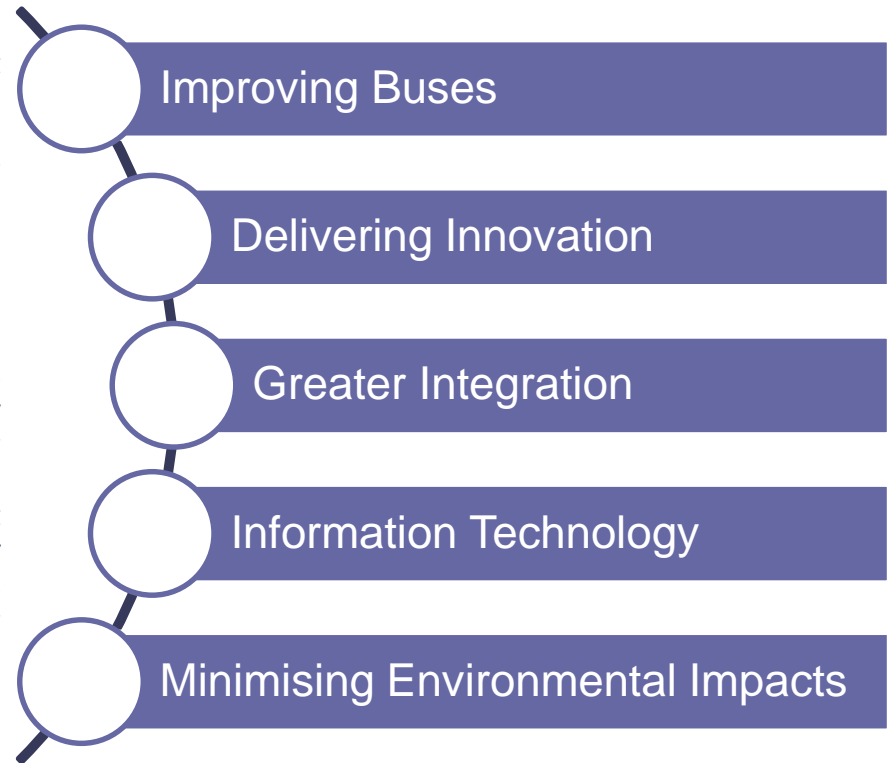 Improving Buses
Delivering Innovation
Greater Integration
Information Technology
Minimising Environmental Impacts